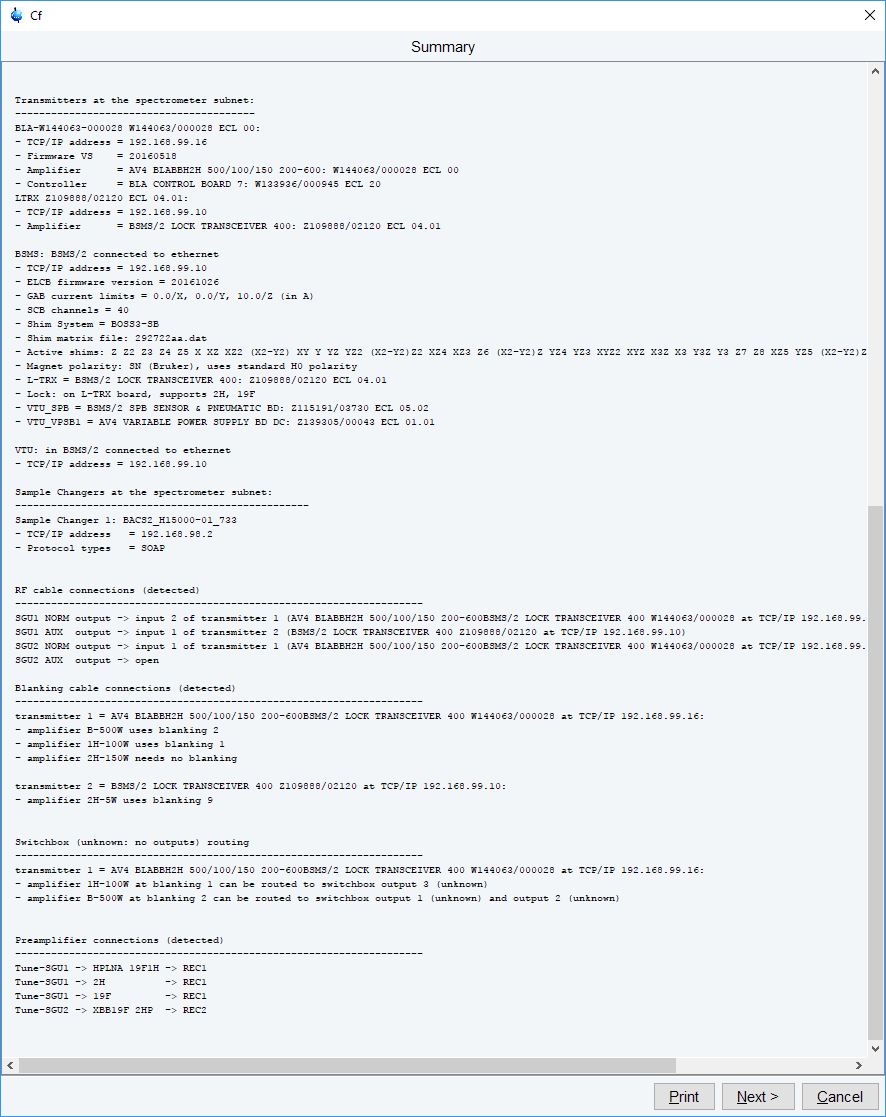 Cf
Summary
Transmitters at the spectrometer subnet:
----------------------------------------
BLA-W144063-000028 W144063/000028 ECL 00:
- TCP/IP address = 192.168.99.16
- Firmware VS    = 20160518
- Amplifier      = AV4 BLABBH2H 500/100/150 200-600: W144063/000028 ECL 00
- Controller     = BLA CONTROL BOARD 7: W133936/000945 ECL 20
LTRX Z109888/02120 ECL 04.01:
- TCP/IP address = 192.168.99.10
- Amplifier      = BSMS/2 LOCK TRANSCEIVER 400: Z109888/02120 ECL 04.01
BSMS: BSMS/2 connected to ethernet
- TCP/IP address = 192.168.99.10
- ELCB firmware version = 20161026
- GAB current limits = 0.0/X, 0.0/Y, 10.0/Z (in A)
- SCB channels = 40
- Shim System = BOSS3-SB
- Shim matrix file: 292722aa.dat
- Active shims: Z Z2 Z3 Z4 Z5 X XZ XZ2 (X2-Y2) XY Y YZ YZ2 (X2-Y2)Z2 XZ4 XZ3 Z6 (X2-Y2)Z YZ4 YZ3 XYZ2 XYZ X3Z X3 Y3Z Y3 Z7 Z8 XZ5 YZ5 (X2-Y2)Z
- Magnet polarity: SN (Bruker), uses standard H0 polarity
- L-TRX = BSMS/2 LOCK TRANSCEIVER 400: Z109888/02120 ECL 04.01
- Lock: on L-TRX board, supports 2H, 19F
- VTU_SPB = BSMS/2 SPB SENSOR & PNEUMATIC BD: Z115191/03730 ECL 05.02
- VTU_VPSB1 = AV4 VARIABLE POWER SUPPLY BD DC: Z139305/00043 ECL 01.01
VTU: in BSMS/2 connected to ethernet
- TCP/IP address = 192.168.99.10
Sample Changers at the spectrometer subnet:
-------------------------------------------------
Sample Changer 1: BACS2_H15000-01_733
- TCP/IP address   = 192.168.98.2
- Protocol types   = SOAP
RF cable connections (detected)
--------------------------------------------------------------------
SGU1 NORM output -> input 2 of transmitter 1 (AV4 BLABBH2H 500/100/150 200-600BSMS/2 LOCK TRANSCEIVER 400 W144063/000028 at TCP/IP 192.168.99.
SGU1 AUX  output -> input 1 of transmitter 2 (BSMS/2 LOCK TRANSCEIVER 400 Z109888/02120 at TCP/IP 192.168.99.10)
SGU2 NORM output -> input 1 of transmitter 1 (AV4 BLABBH2H 500/100/150 200-600BSMS/2 LOCK TRANSCEIVER 400 W144063/000028 at TCP/IP 192.168.99.
SGU2 AUX  output -> open
Blanking cable connections (detected)
--------------------------------------------------------------------
transmitter 1 = AV4 BLABBH2H 500/100/150 200-600BSMS/2 LOCK TRANSCEIVER 400 W144063/000028 at TCP/IP 192.168.99.16:
- amplifier B-500W uses blanking 2
- amplifier 1H-100W uses blanking 1
- amplifier 2H-150W needs no blanking
transmitter 2 = BSMS/2 LOCK TRANSCEIVER 400 Z109888/02120 at TCP/IP 192.168.99.10:
- amplifier 2H-5W uses blanking 9
Switchbox (unknown: no outputs) routing
--------------------------------------------------------------------
transmitter 1 = AV4 BLABBH2H 500/100/150 200-600BSMS/2 LOCK TRANSCEIVER 400 W144063/000028 at TCP/IP 192.168.99.16:
- amplifier 1H-100W at blanking 1 can be routed to switchbox output 3 (unknown)
- amplifier B-500W at blanking 2 can be routed to switchbox output 1 (unknown) and output 2 (unknown)
Preamplifier connections (detected)
--------------------------------------------------------------------
Tune-SGU1 -> HPLNA 19F1H -> REC1
Tune-SGU1 -> 2H          -> REC1
Tune-SGU1 -> 19F         -> REC1
Tune-SGU2 -> XBB19F 2HP  -> REC2
Print
Next >
Cancel